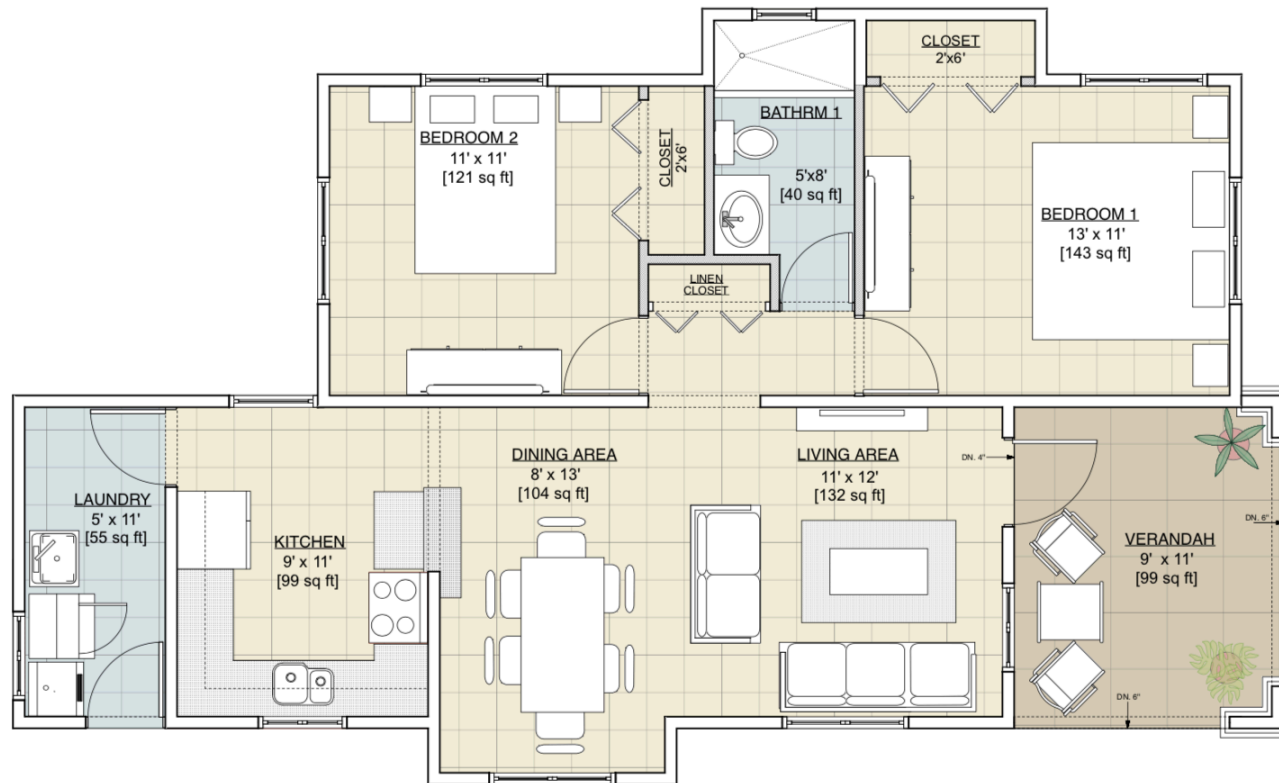 CLOSET
2'x6'
BEDROOM 2
11' x 11'
[121 sq ft]
CLOSET
2'x6'
BATHRM 1
5'x8'
[40 sq ft]
BEDROOM 1
13' x 11'
[143 sq ft]
LINEN
CLOSET
LAUNDRY
5' x 11'
[55 sq ft]
KITCHEN
9' x 11'
[99 sq ft]
DINING AREA
8' x 13'
[104 sq ft]
LIVING AREA
11' x 12'
[132 sq ft]
DN. 4"
VERANDAH
9' x 11'
[99 sq ft]
DN. 6"
DN. 6"